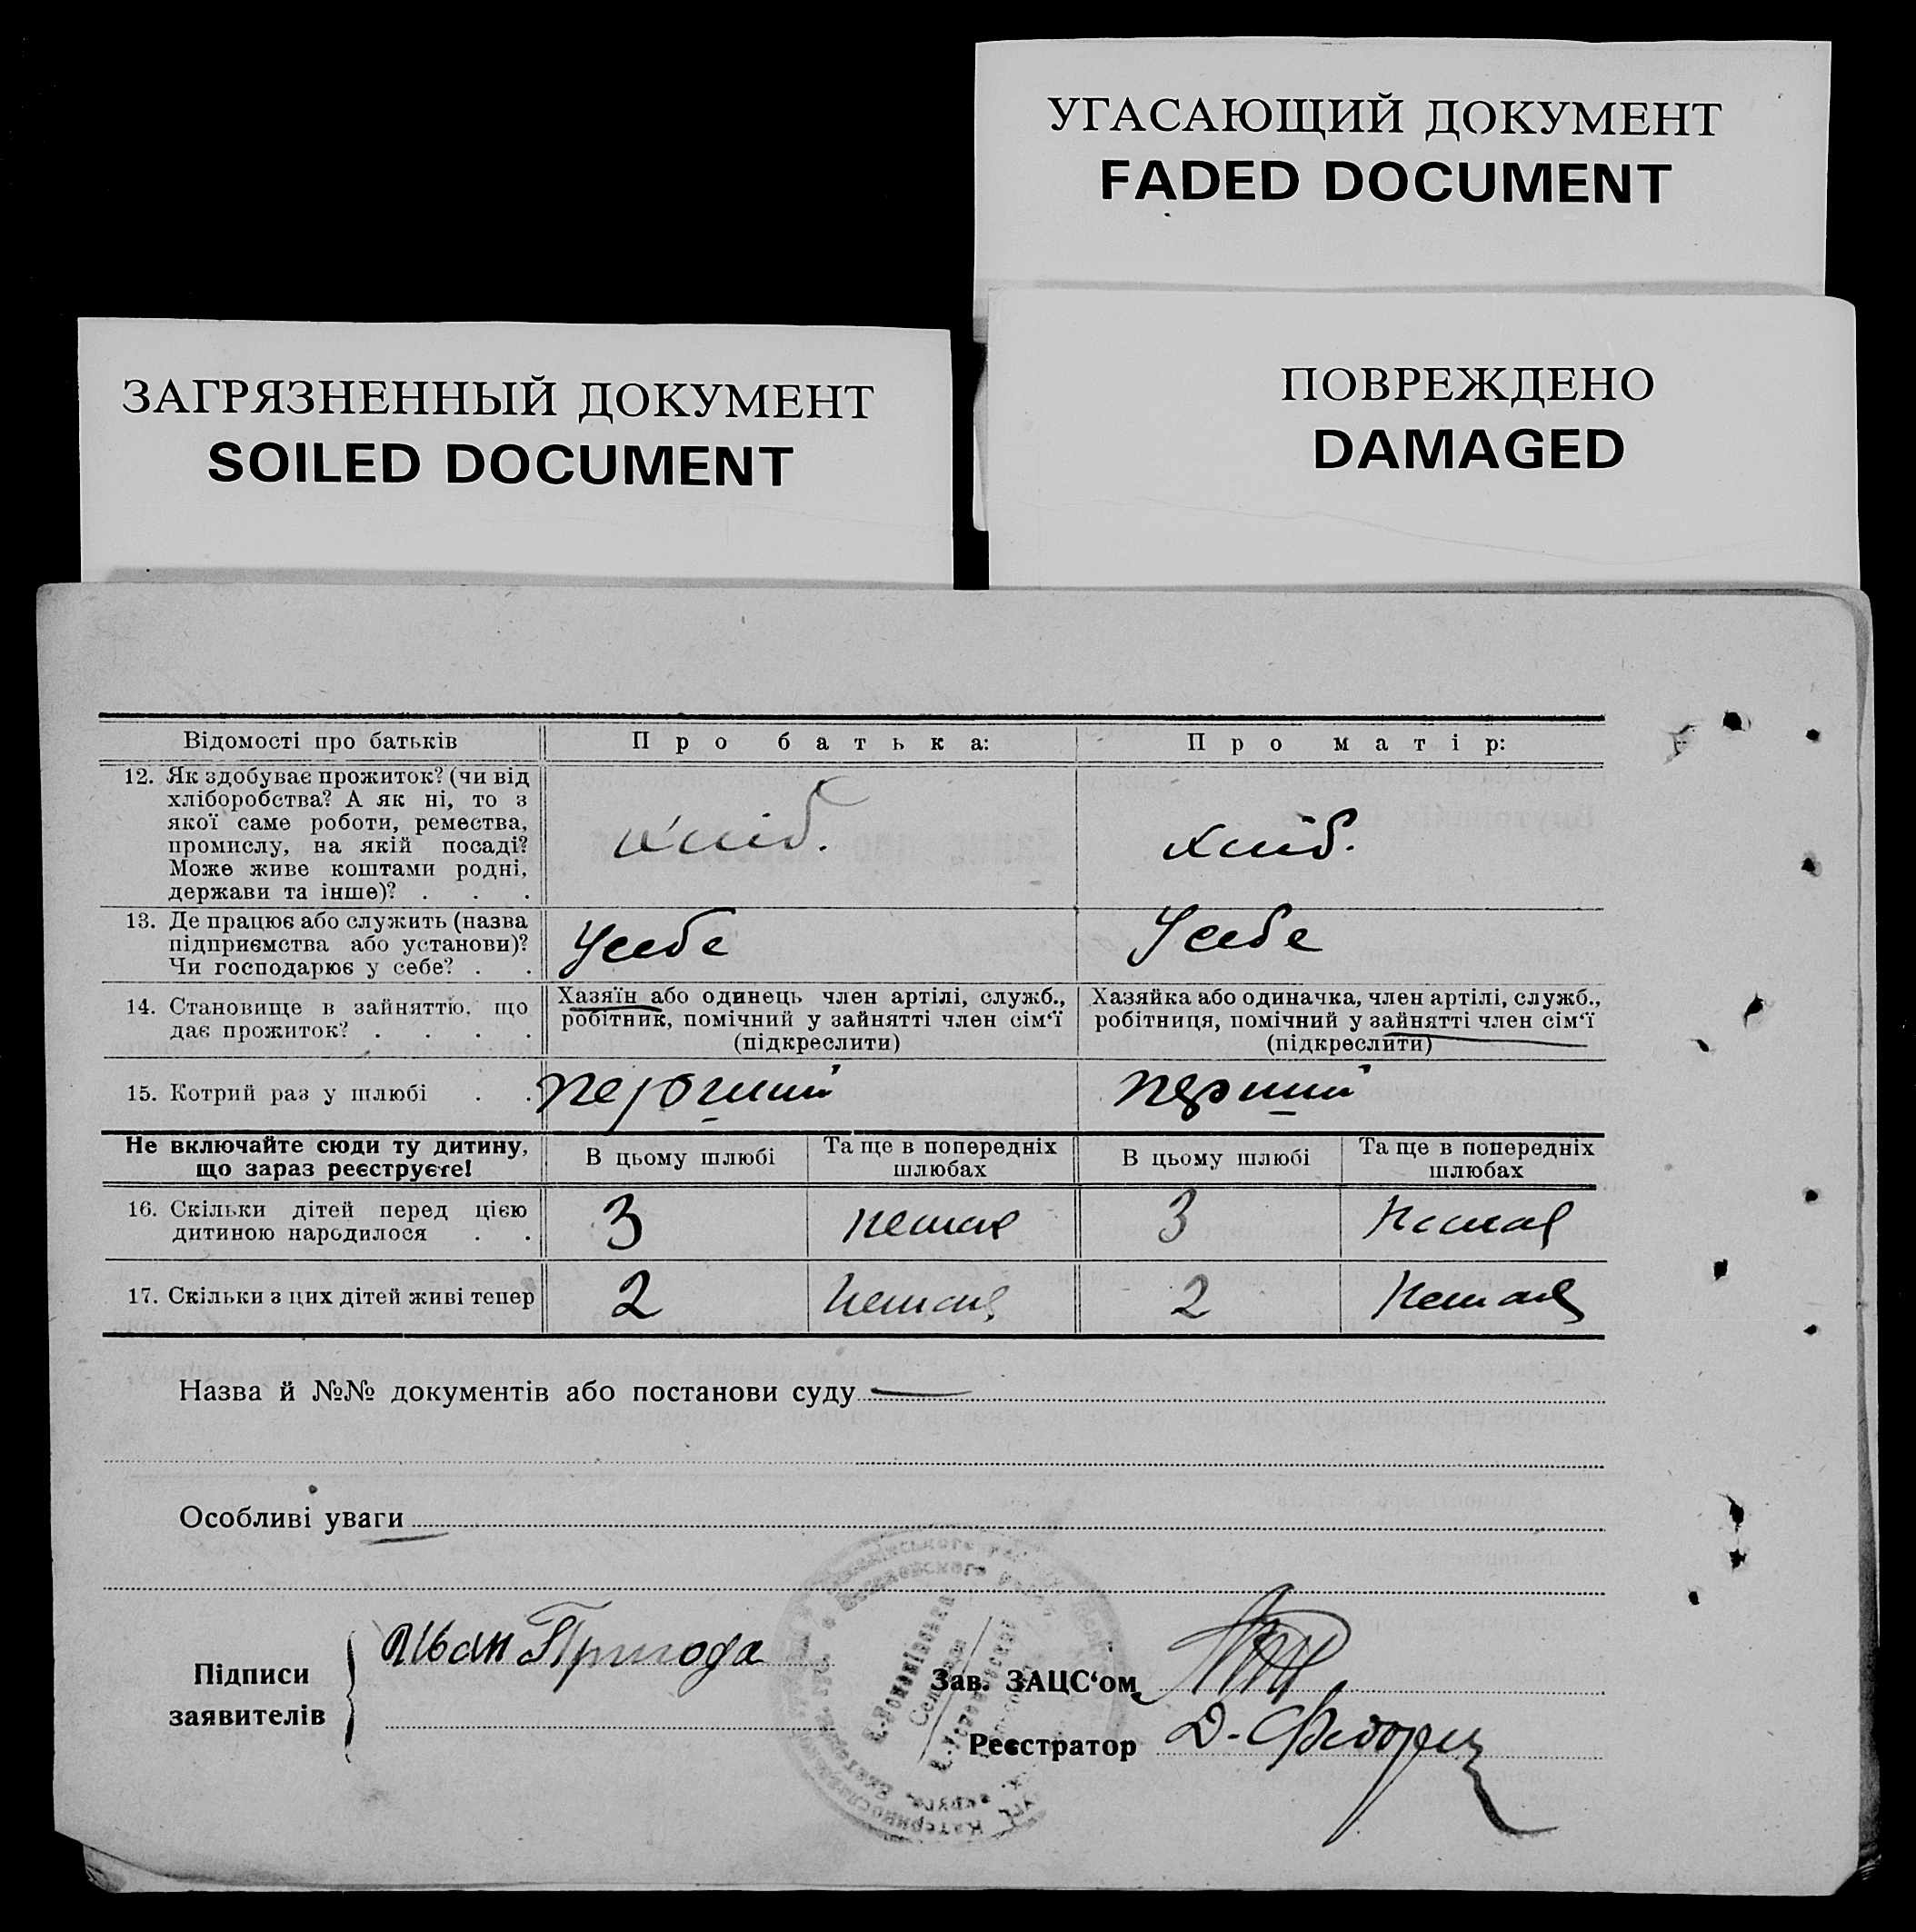 УГАСАЮЩИЙ ДОКУМЕНТ
FADED DOCUMENT
ПОВРЕЖДЕНО
DAMAGED
ЗАГРЯЗНЕННЫЙ ДОКУМЕНТ
SOILED DOCUMENT
Відомості про батьків
Про батька:
Про матір:
12. Як здобуває прожиток? (чи від
хліборобства? А як ні, то з
якої саме роботи, ремества,
промислу, на якій посаді?
Може живе коштами родні,
держави та інше)? . . .
хліб.
хліб.
13. Де працює або служить (назва
підприємства або установи)?
Чи господарює у себе? . .
У себе
У себе
14. Становище в зайняттю, що
дає прожиток? . . . .
Хазяїн або одинець член артілі, служб.,
робітник, помічний у зайнятті член сім‘ї
(підкреслити)
Хазяйка або одиначка, член артілі, служб.,
робітниця, помічний у зайнятті член сім‘ї
(підкреслити)
15. Котрий раз у шлюбі . .
перший
перший
Не включайте сюди ту дитину,
що зараз реєструєте!
В цьому шлюбі
Та ще в попередніх
шлюбах
В цьому шлюбі
Та ще в попередніх
шлюбах
16. Скільки дітей перед цією
дитиною народилося . .
3
немає
3
немає
17. Скільки з цих дітей живі тепер
2
немає
2
немає
Назва й №№ документів або постанови суду —
Особливі уваги —
Підписи
заявителів
Иван Пригода
Зав. ЗАЦС‘ом
Реєстратор
Д.